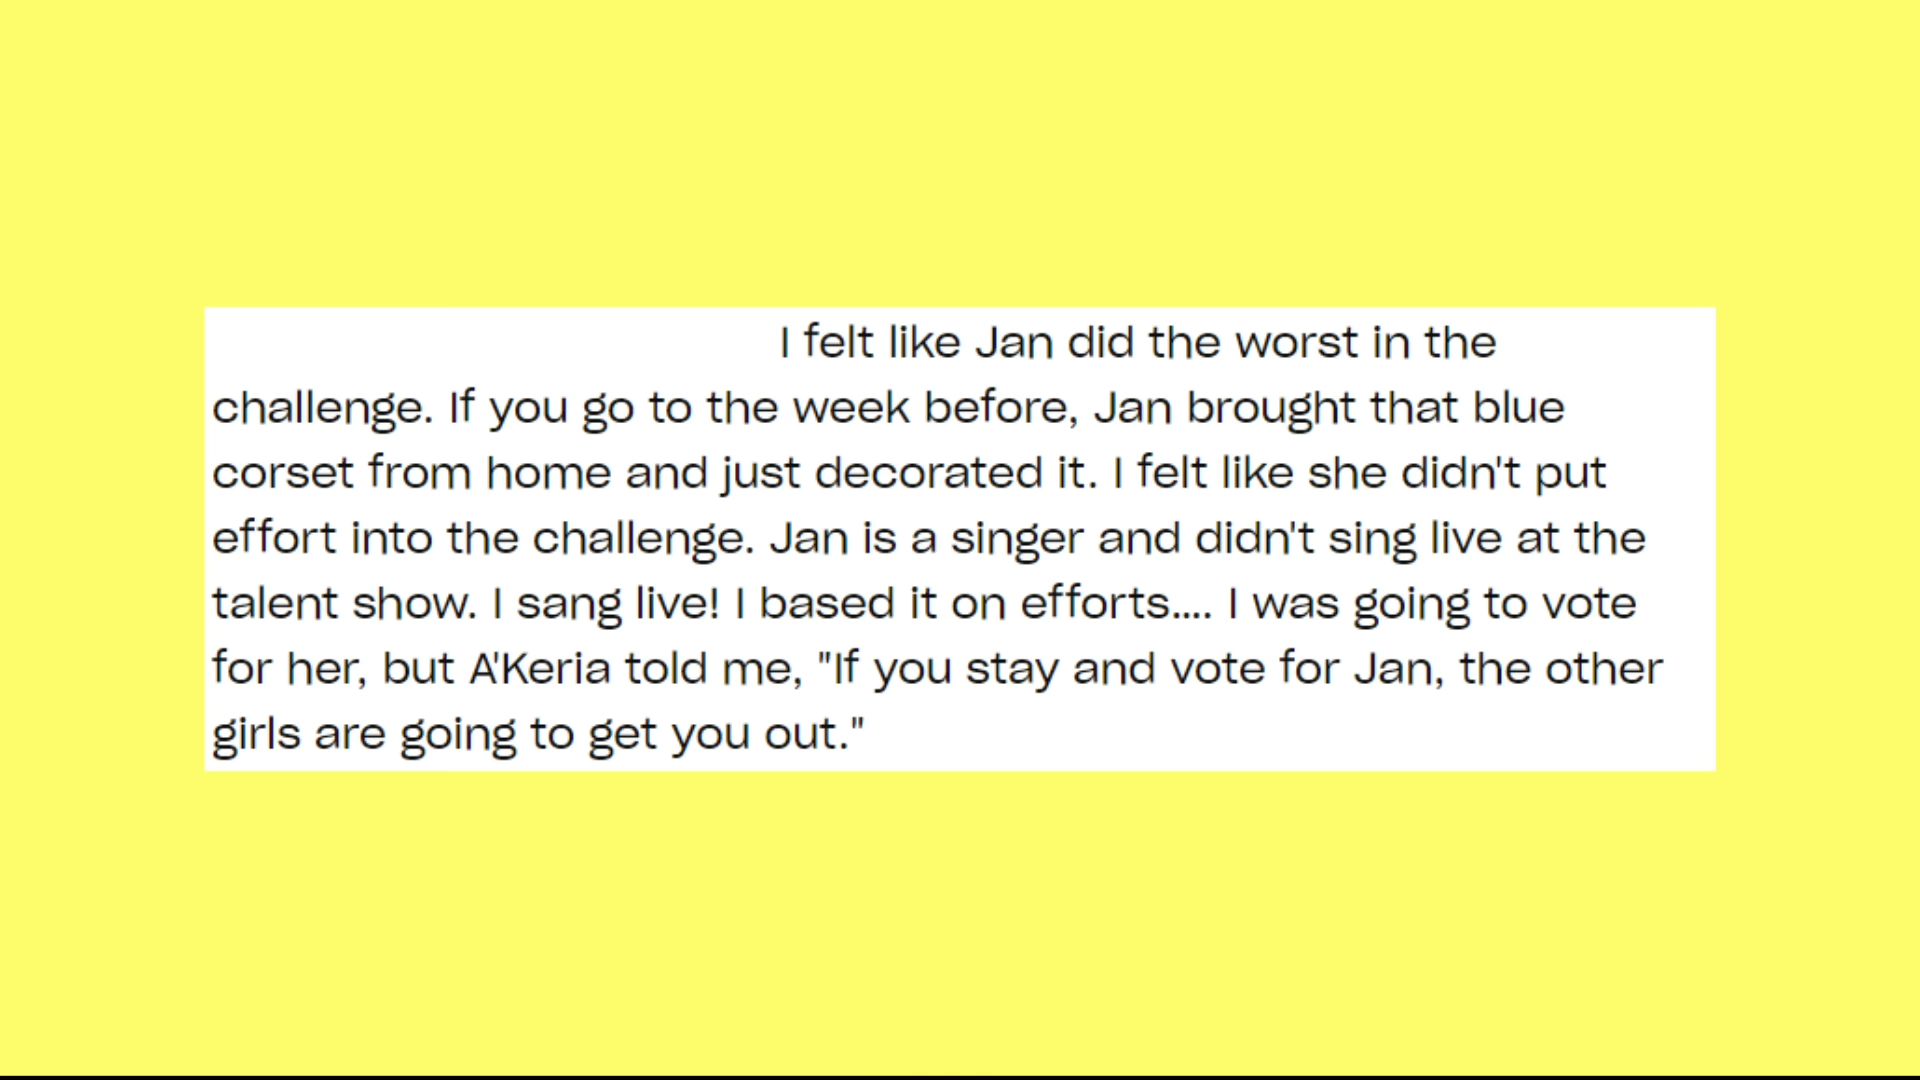 I felt like Jan did the worst in the
challenge. If you go to the week before, Jan brought that blue
corset from home and just decorated it. I felt like she didn't put
effort into the challenge. Jan is a singer and didn't sing live at the
talent show. I sang live! I based it on efforts.... I was going to vote
for her, but A'Keria told me, "If you stay and vote for Jan, the other
girls are going to get you out."